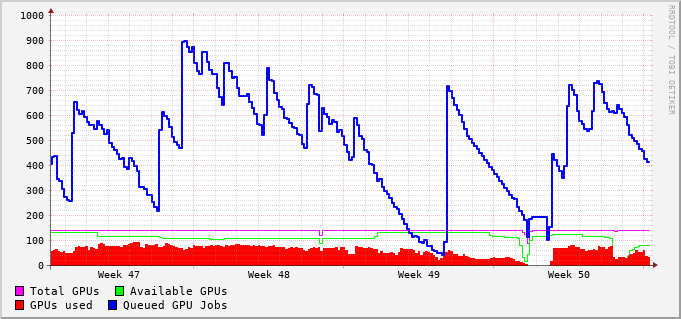 1000
900
800
700
600
500
400
300
200
100
0
Week 47 Week 48 Week 49 Week 50
Total GPUs Available GPUs
GPUs used Queued GPU Jobs
RRDTOOL / TOBI OETIKER